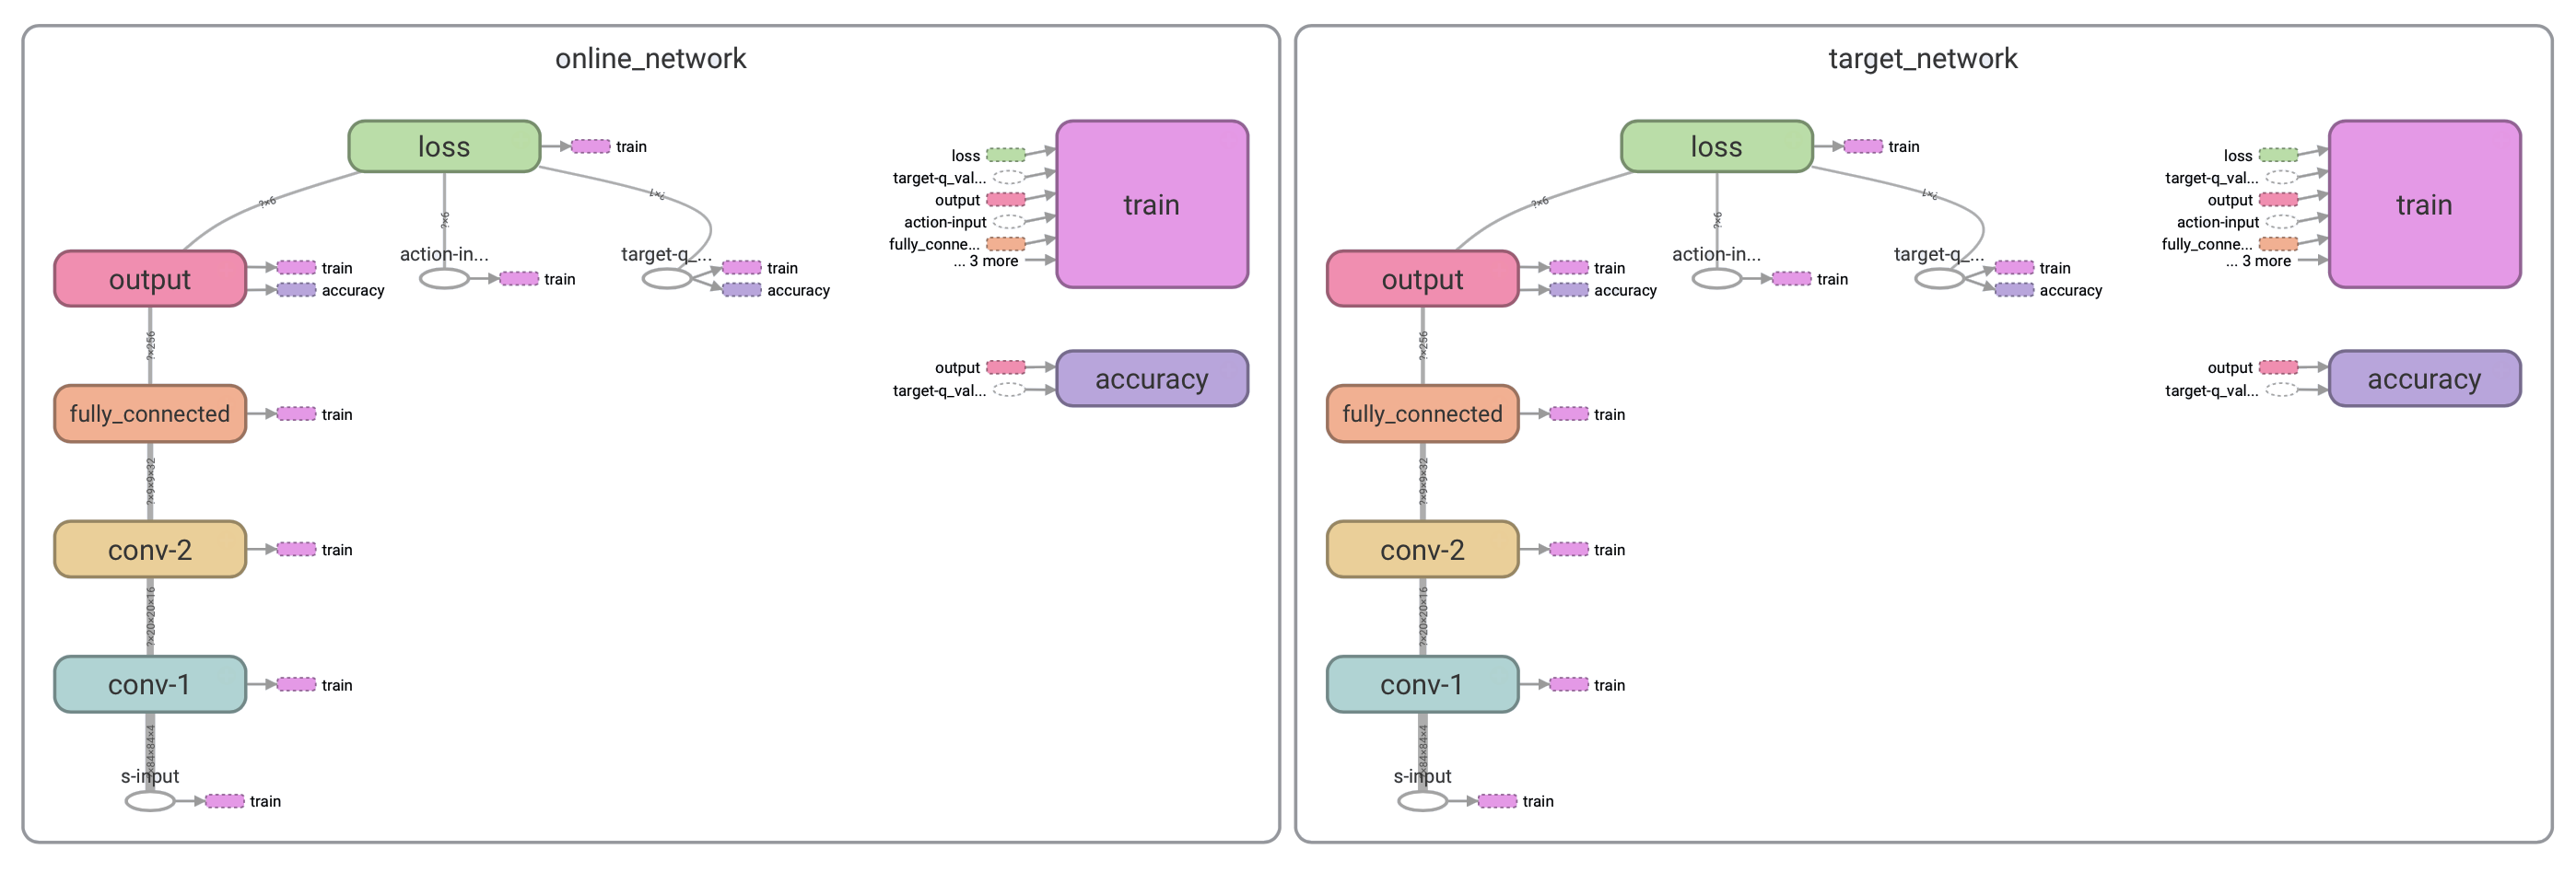 online_network
loss
train
?×6
?×6
?×1
output
train
accuracy
action-in...
train
target-q_...
train
accuracy
?×256
fully_connected
train
?×9×9×32
conv-2
train
?×20×20×16
conv-1
train
×84×84×4
s-input
train
loss
target-q_val...
output
action-input
fully_conne...
... 3 more
train
output
target-q_val...
accuracy
target_network
loss
train
?×6
?×6
?×1
output
train
accuracy
action-in...
train
target-q_...
train
accuracy
?×256
fully_connected
train
?×9×9×32
conv-2
train
?×20×20×16
conv-1
train
×84×84×4
s-input
train
loss
target-q_val...
output
action-input
fully_conne...
... 3 more
train
output
target-q_val...
accuracy